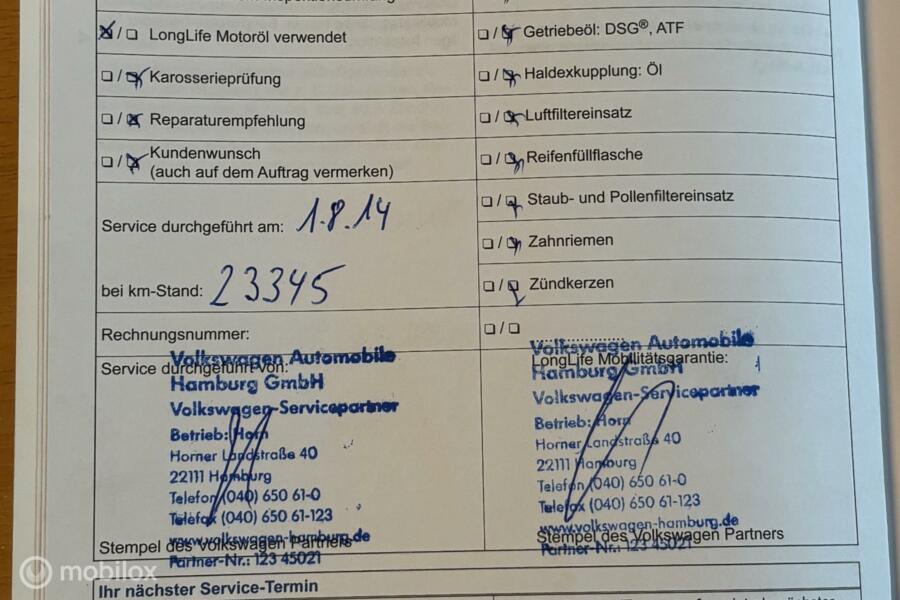 LongLife Motoröl verwendet
Karosserieprüfung
Reparaturempfehlung
Kundenwunsch
(auch auf dem Auftrag vermerken)
Service durchgeführt am: 1.8.14
bei km-Stand: 23345
Rechnungsnummer:
Getriebeöl: DSG®, ATF
Haldexkupplung: Öl
Luftfiltereinsatz
Reifenfüllflasche
Staub- und Pollenfiltereinsatz
Zahnriemen
Zündkerzen
Service durchgeführt von:
Volkswagen Automobile
Hamburg GmbH
Volkswagen-Servicepartner
Betrieb: Horn
Horner Landstraße 40
22111 Hamburg
Telefon (040) 650 61-0
Telefax (040) 650 61-123
www.volkswagen-hamburg.de
Stempel des Volkswagen Partners
Partner-Nr.: 123 45021
LongLife Mobilitätsgarantie:
Volkswagen Automobile
Hamburg GmbH
Volkswagen-Servicepartner
Betrieb: Horn
Horner Landstraße 40
22111 Hamburg
Telefon (040) 650 61-0
Telefax (040) 650 61-123
www.volkswagen-hamburg.de
Stempel des Volkswagen Partners
Partner-Nr.: 123 45021
Ihr nächster Service-Termin
mobilox